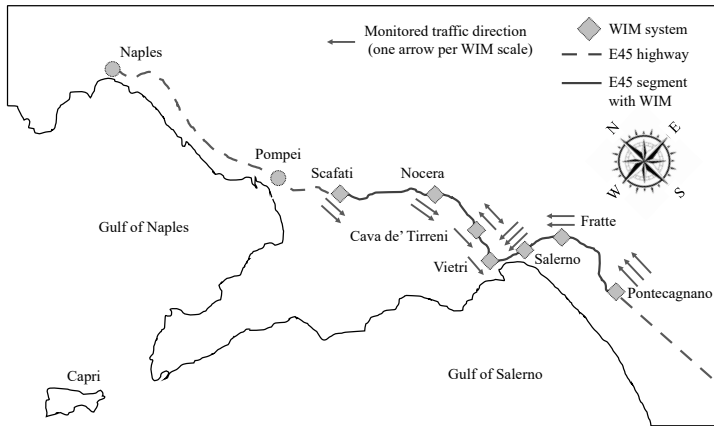 Monitored traffic direction
(one arrow per WIM scale)
WIM system
E45 highway
E45 segment
with WIM
N
E
W
S
Naples
Pompei
Scafati
Nocera
Gulf of Naples
Cava de' Tirreni
Fratte
Vietri
Salerno
Pontecagnano
Capri
Gulf of Salerno